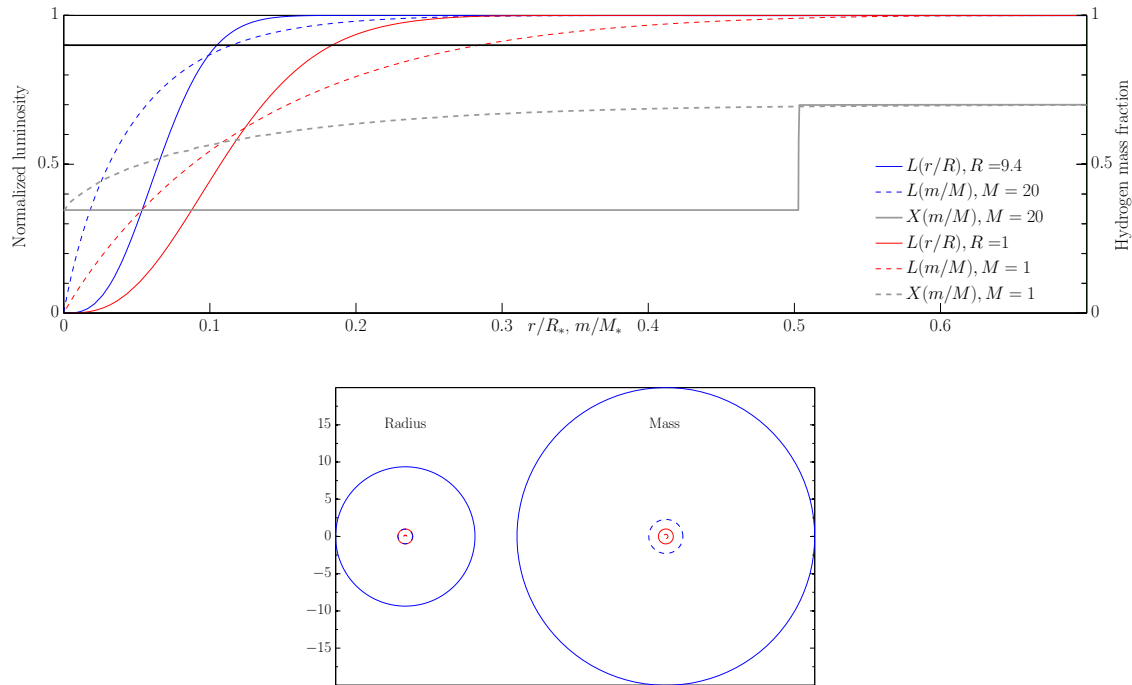 1
0.5
0
Normalized luminosity
1
0.5
0
Hydrogen mass fraction
L(r/R), R =9.4
L(m/M), M = 20
X(m/M), M = 20
L(r/R), R =1
L(m/M), M = 1
X(m/M), M = 1
0 0.1 0.2 0.3 0.4 0.5 0.6
r/R∗, m/M∗
Radius Mass
15
10
5
0
−5
−10
−15